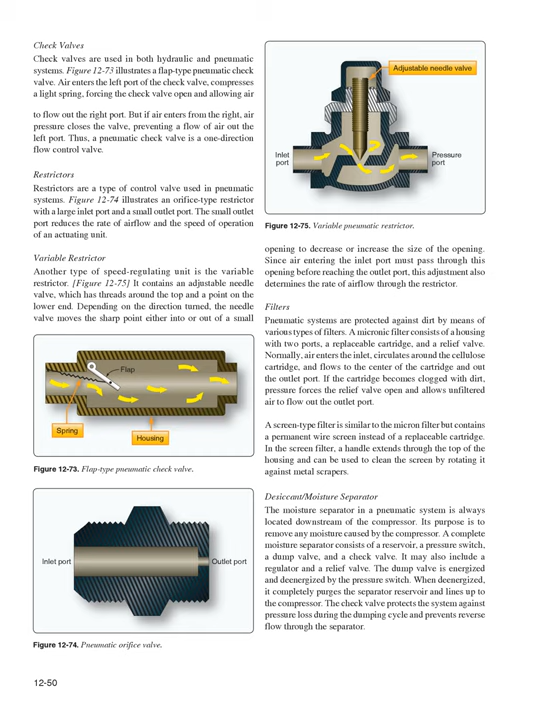 Check Valves
Check valves are used in both hydraulic and pneumatic
systems. Figure 12-73 illustrates a flap-type pneumatic check
valve. Air enters the left port of the check valve, compresses
a light spring, forcing the check valve open and allowing air
to flow out the right port. But if air enters from the right, air
pressure closes the valve, preventing a flow of air out the
left port. Thus, a pneumatic check valve is a one-direction
flow control valve.
Restrictors
Restrictors are a type of control valve used in pneumatic
systems. Figure 12-74 illustrates an orifice-type restrictor
with a large inlet port and a small outlet port. The small outlet
port reduces the rate of airflow and the speed of operation
of an actuating unit.
Variable Restrictor
Another type of speed-regulating unit is the variable
restrictor. [Figure 12-75] It contains an adjustable needle
valve, which has threads around the top and a point on the
lower end. Depending on the direction turned, the needle
valve moves the sharp point either into or out of a small
Flap
Spring
Housing
Figure 12-73. Flap-type pneumatic check valve.
Inlet port
Outlet port
Figure 12-74. Pneumatic orifice valve.
Adjustable needle valve
Inlet
port
Pressure
port
Figure 12-75. Variable pneumatic restrictor.
opening to decrease or increase the size of the opening.
Since air entering the inlet port must pass through this
opening before reaching the outlet port, this adjustment also
determines the rate of airflow through the restrictor.
Filters
Pneumatic systems are protected against dirt by means of
various types of filters. A micronic filter consists of a housing
with two ports, a replaceable cartridge, and a relief valve.
Normally, air enters the inlet, circulates around the cellulose
cartridge, and flows to the center of the cartridge and out
the outlet port. If the cartridge becomes clogged with dirt,
pressure forces the relief valve open and allows unfiltered
air to flow out the outlet port.
A screen-type filter is similar to the micron filter but contains
a permanent wire screen instead of a replaceable cartridge.
In the screen filter, a handle extends through the top of the
housing and can be used to clean the screen by rotating it
against metal scrapers.
Desiccant/Moisture Separator
The moisture separator in a pneumatic system is always
located downstream of the compressor. Its purpose is to
remove any moisture caused by the compressor. A complete
moisture separator consists of a reservoir, a pressure switch,
a dump valve, and a check valve. It may also include a
regulator and a relief valve. The dump valve is energized
and deenergized by the pressure switch. When deenergized,
it completely purges the separator reservoir and lines up to
the compressor. The check valve protects the system against
pressure loss during the dumping cycle and prevents reverse
flow through the separator.
12-50